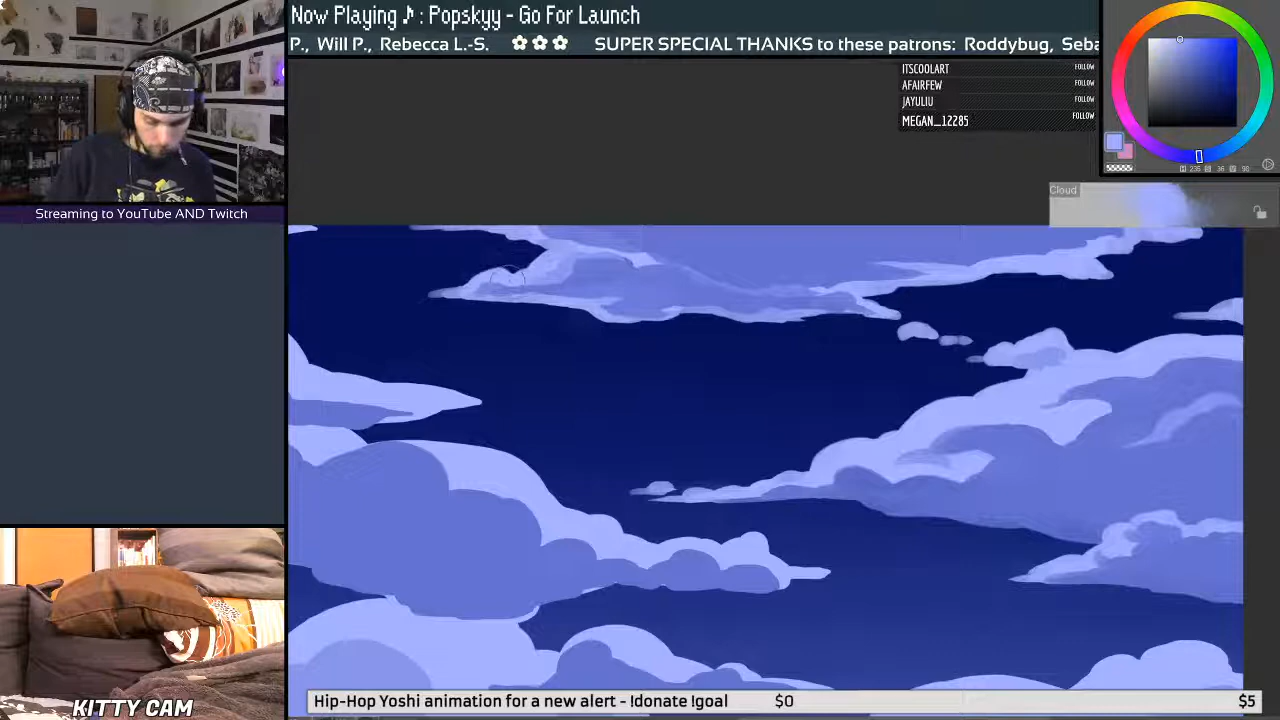 Now Playing ♪ : Popskyy - Go For Launch
P., Will P., Rebecca L.-S. ✿ ✿ ✿ SUPER SPECIAL THANKS to these patrons: Roddybug, Seba
ITSCOOLART FOLLOW
AFAIRFEW FOLLOW
JAYULIU FOLLOW
MEGAN_12285 FOLLOW
Streaming to YouTube AND Twitch
Cloud
KITTY CAM
Hip-Hop Yoshi animation for a new alert - !donate !goal $0 $5